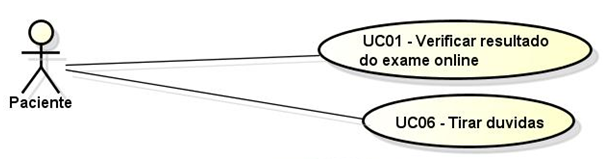 UC01 - Verificar resultado
do exame online
Paciente
UC06 - Tirar duvidas